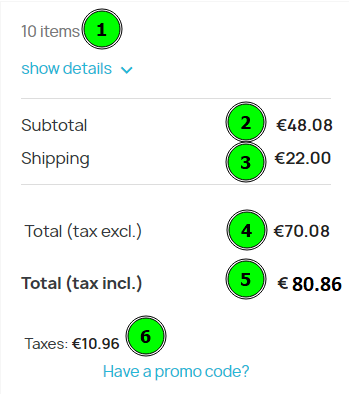 10 items 1
show details
Subtotal 2 €48.08
Shipping 3 €22.00
Total (tax excl.) 4 €70.08
Total (tax incl.) 5 € 80.86
Taxes: €10.96 6
Have a promo code?